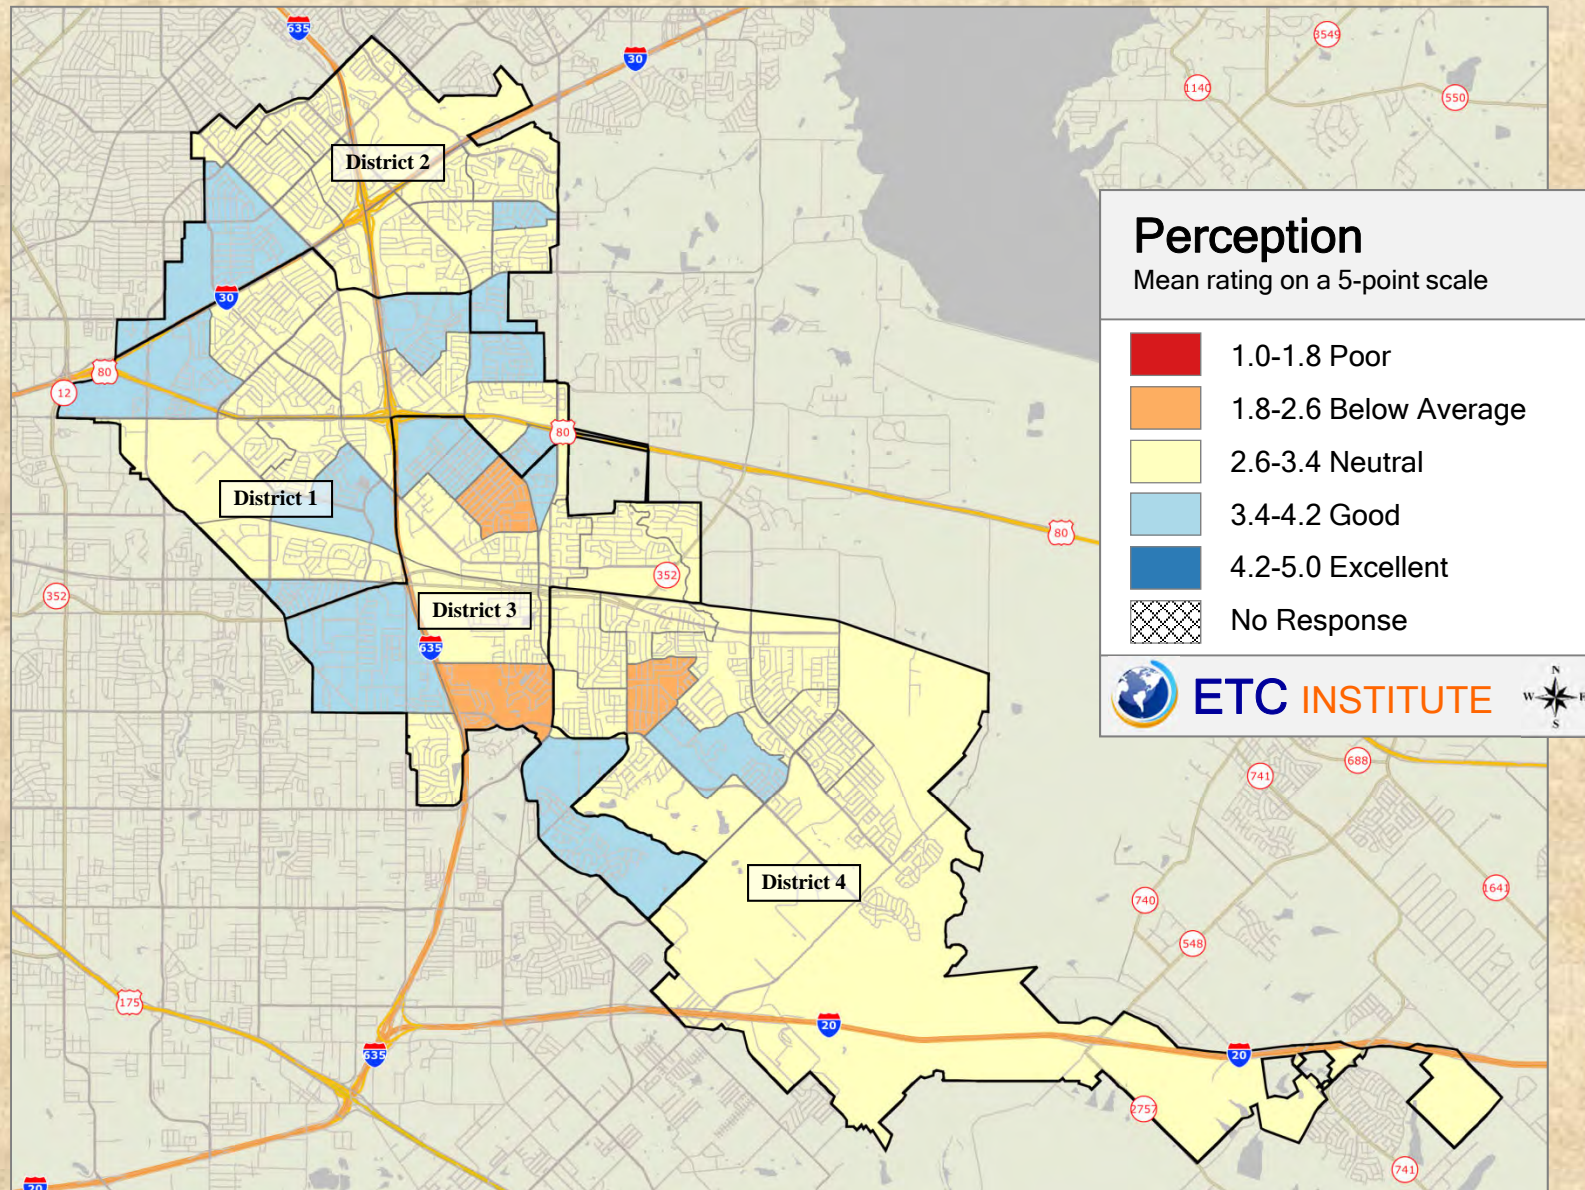 635
30
3549
1140
550
District 2
Perception
Mean rating on a 5-point scale
30
1.0-1.8 Poor
80
12
1.8-2.6 Below Average
80
2.6-3.4 Neutral
District 1
3.4-4.2 Good
80
4.2-5.0 Excellent
352
352
District 3
No Response
635
ETC INSTITUTE
N
W
E
S
688
741
District 4
1641
740
548
175
20
635
20
2757
741
20